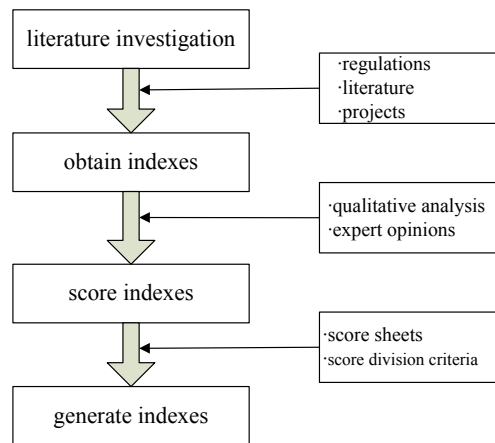 literature investigation
·regulations
·literature
·projects
obtain indexes
·qualitative analysis
·expert opinions
score indexes
·score sheets
·score division criteria
generate indexes